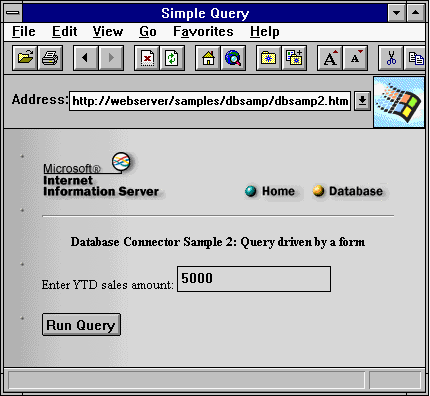 Simple Query
File Edit View Go Favorites Help
A A
Address: http://webserver/samples/dbsamp/dbsamp2.htm
Microsoft®
Internet
Information Server
Home Database
Database Connector Sample 2: Query driven by a form
Enter YTD sales amount: 5000
Run Query